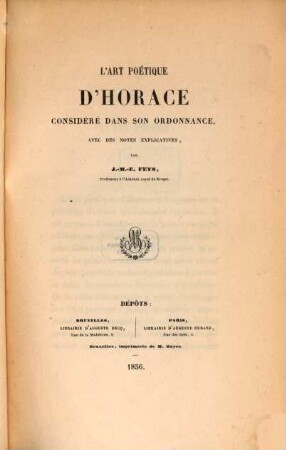 L'ART POÉTIQUE
D'HORACE
CONSIDÉRÉ DANS SON ORDONNANCE,
AVEC DES NOTES EXPLICATIVES;
PAR
J.-M.-E. FEYS,
Professeur à l'Athénée royal de Bruges.
DÉPÔTS:
BRUXELLES,
LIBRAIRIE D'AUGUSTE DECQ,
Rue de la Madeleine, 9
PARIS,
LIBRAIRIE D'AUGUSTE DURAND,
Rue des Grès,
Bruxelles, imprimerie de M. Hayez.
1856.